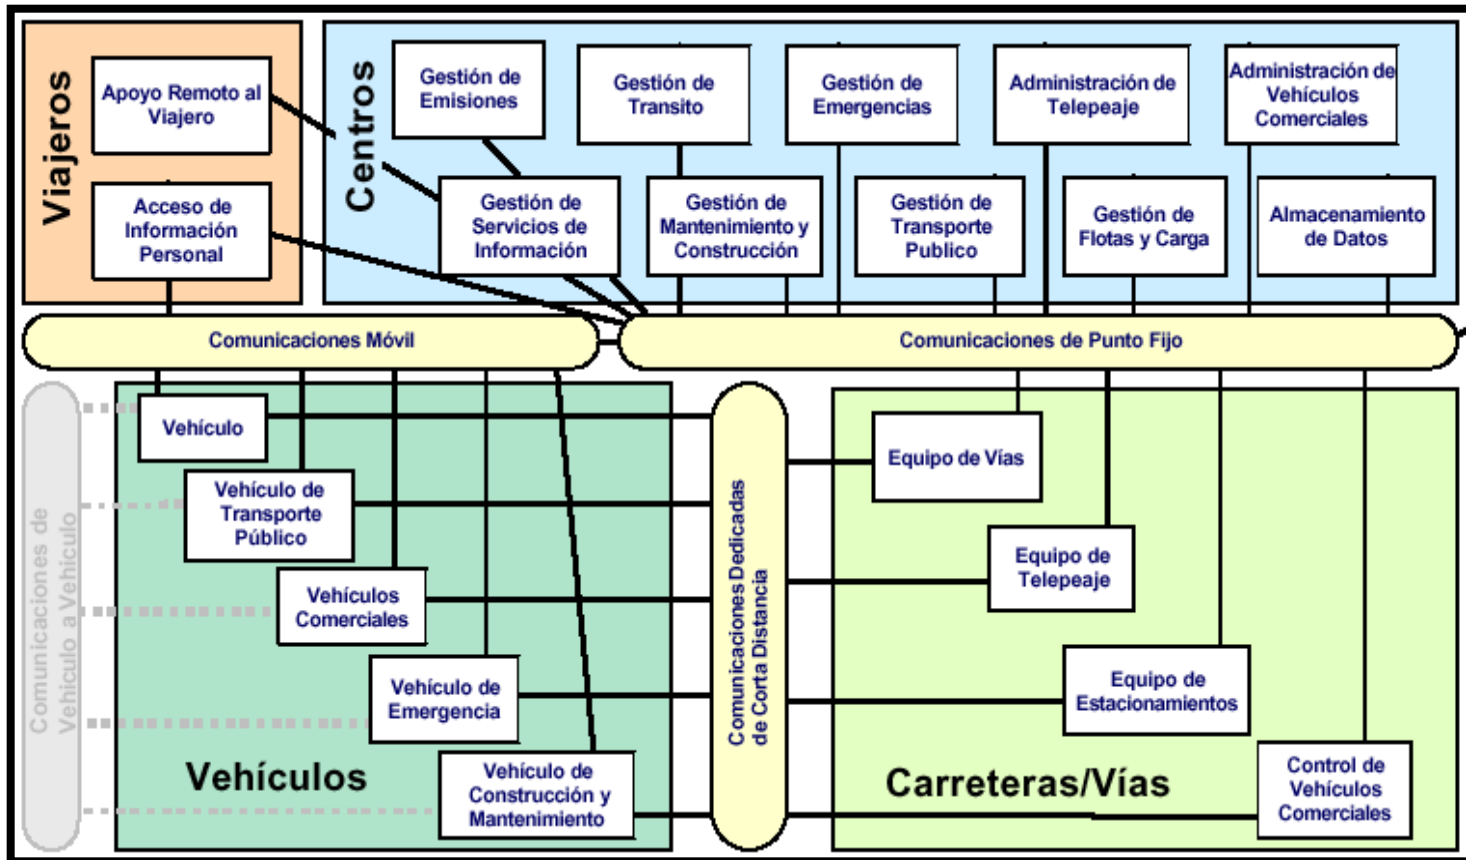 Viajeros
Apoyo Remoto al
Viajero
Acceso de
Información
Personal
Centros
Gestión de
Emisiones
Gestión de
Transito
Gestión de
Emergencias
Administración de
Telepeaje
Administración de
Vehículos
Comerciales
Gestión de
Servicios de
Información
Gestión de
Mantenimiento y
Construcción
Gestión de
Transporte
Publico
Gestión de
Flotas y Carga
Almacenamiento
de Datos
Comunicaciones Móvil
Comunicaciones de Punto Fijo
Comunicaciones de
Vehiculo a Vehiculo
Vehículo
Vehículo de
Transporte
Público
Vehículos
Comerciales
Vehículo de
Emergencia
Vehículo de
Construcción y
Mantenimiento
Vehículos
Comunicaciones Dedicadas
de Corta Distancia
Equipo de Vías
Equipo de
Telepeaje
Equipo de
Estacionamientos
Control de
Vehículos
Comerciales
Carreteras/Vías